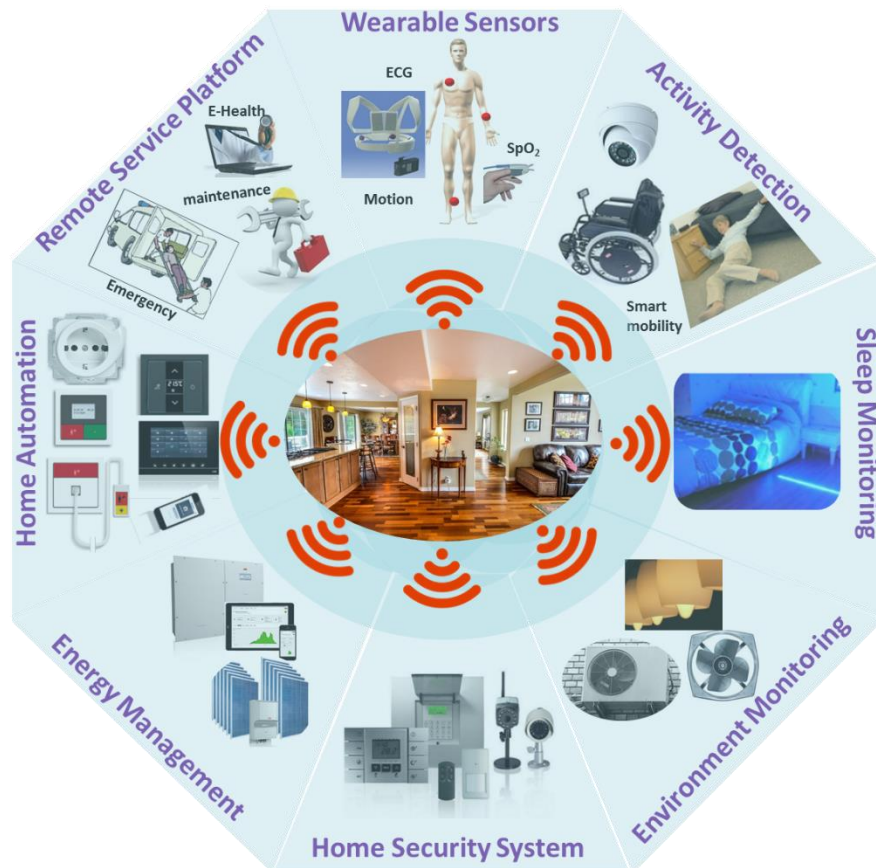 Wearable Sensors
ECG
SpO₂
Motion
Activity Detection
Smart
mobility
Sleep Monitoring
Environment Monitoring
Home Security System
Energy Management
Home Automation
Remote Service Platform
E-Health
maintenance
Emergency